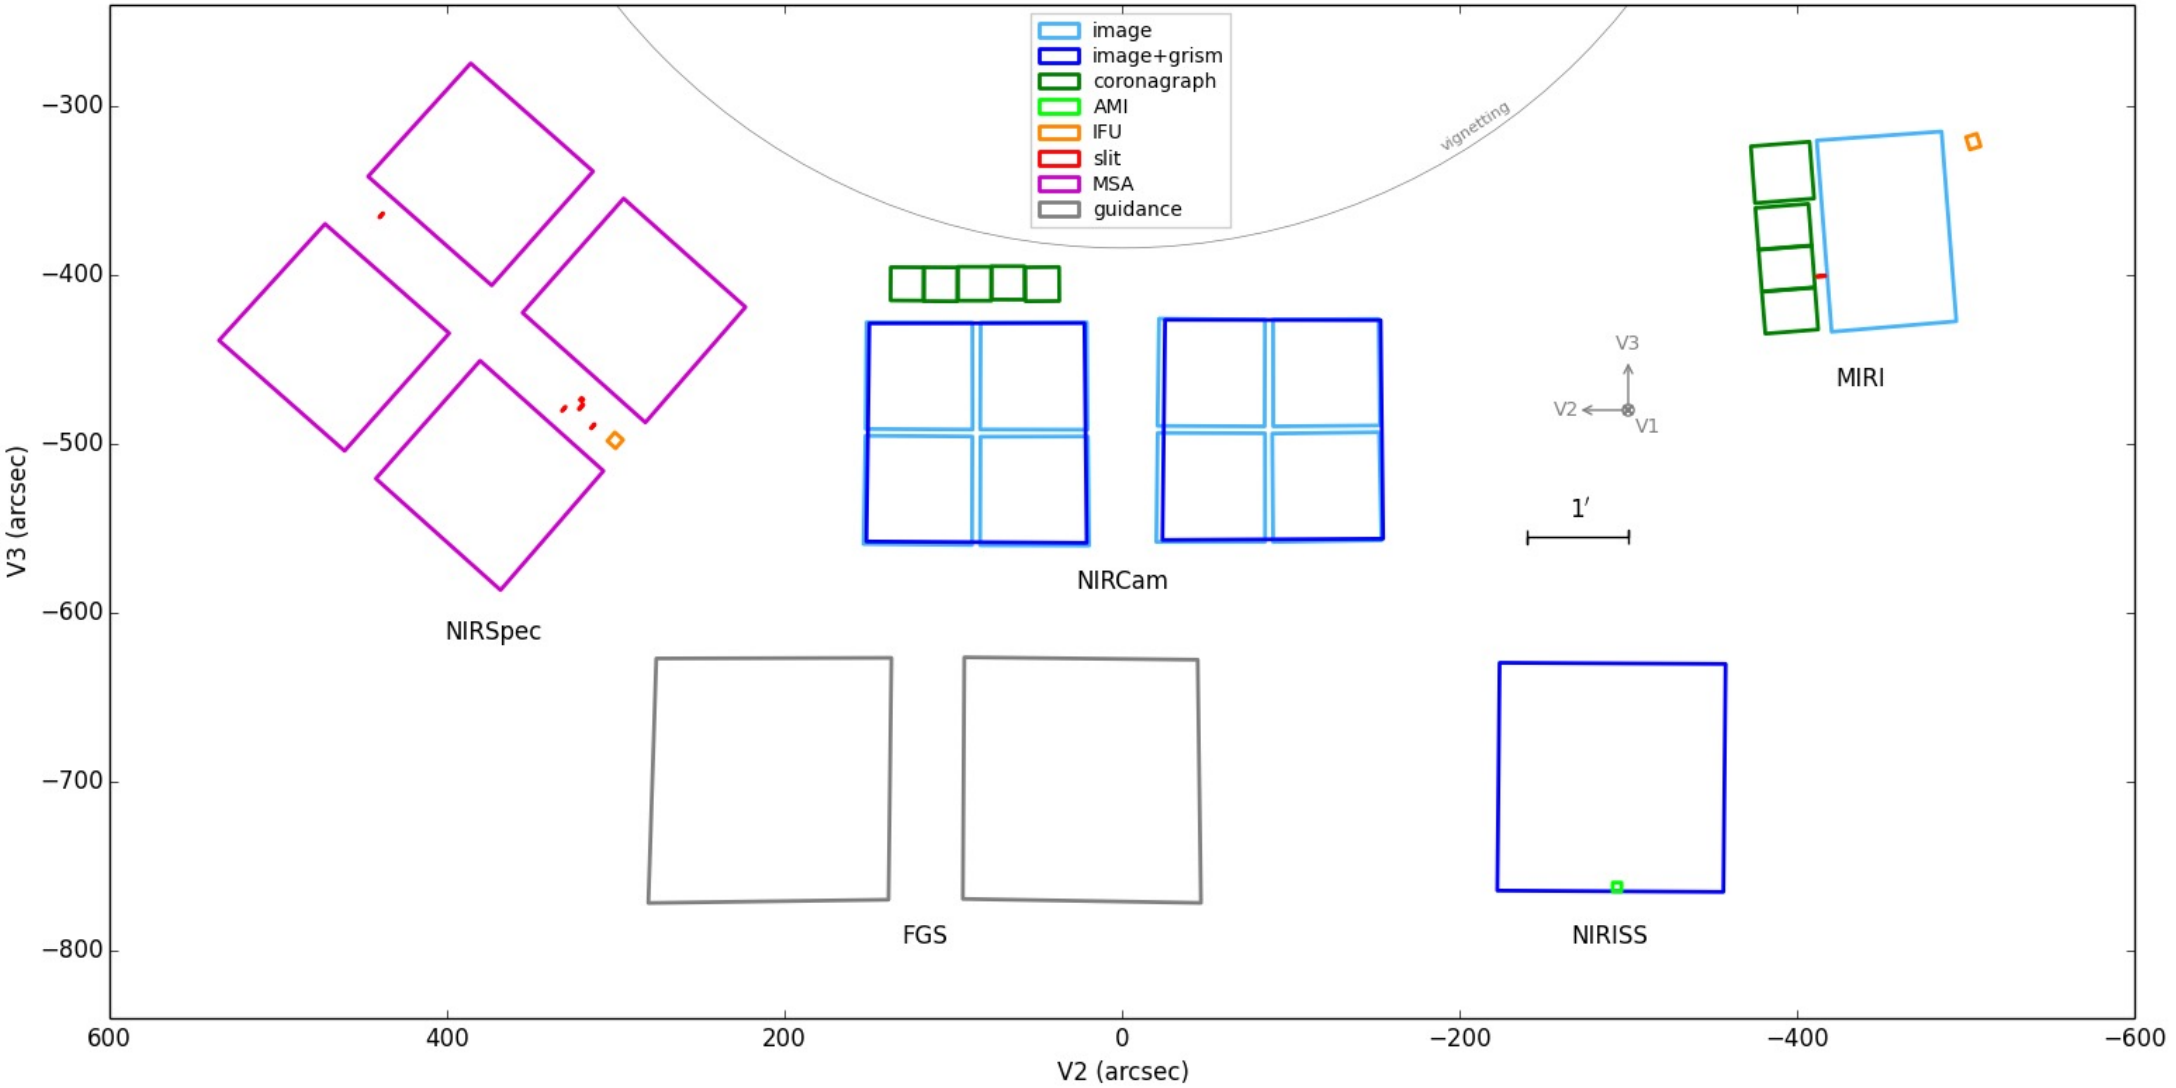 image
image+grism
coronagraph
AMI
IFU
slit
MSA
guidance
vignetting
−300
−400
−500
−600
−700
−800
V3 (arcsec)
MIRI
V3
V2
V1
1′
NIRCam
NIRSpec
FGS
NIRISS
600
400
200
0
−200
−400
−600
V2 (arcsec)